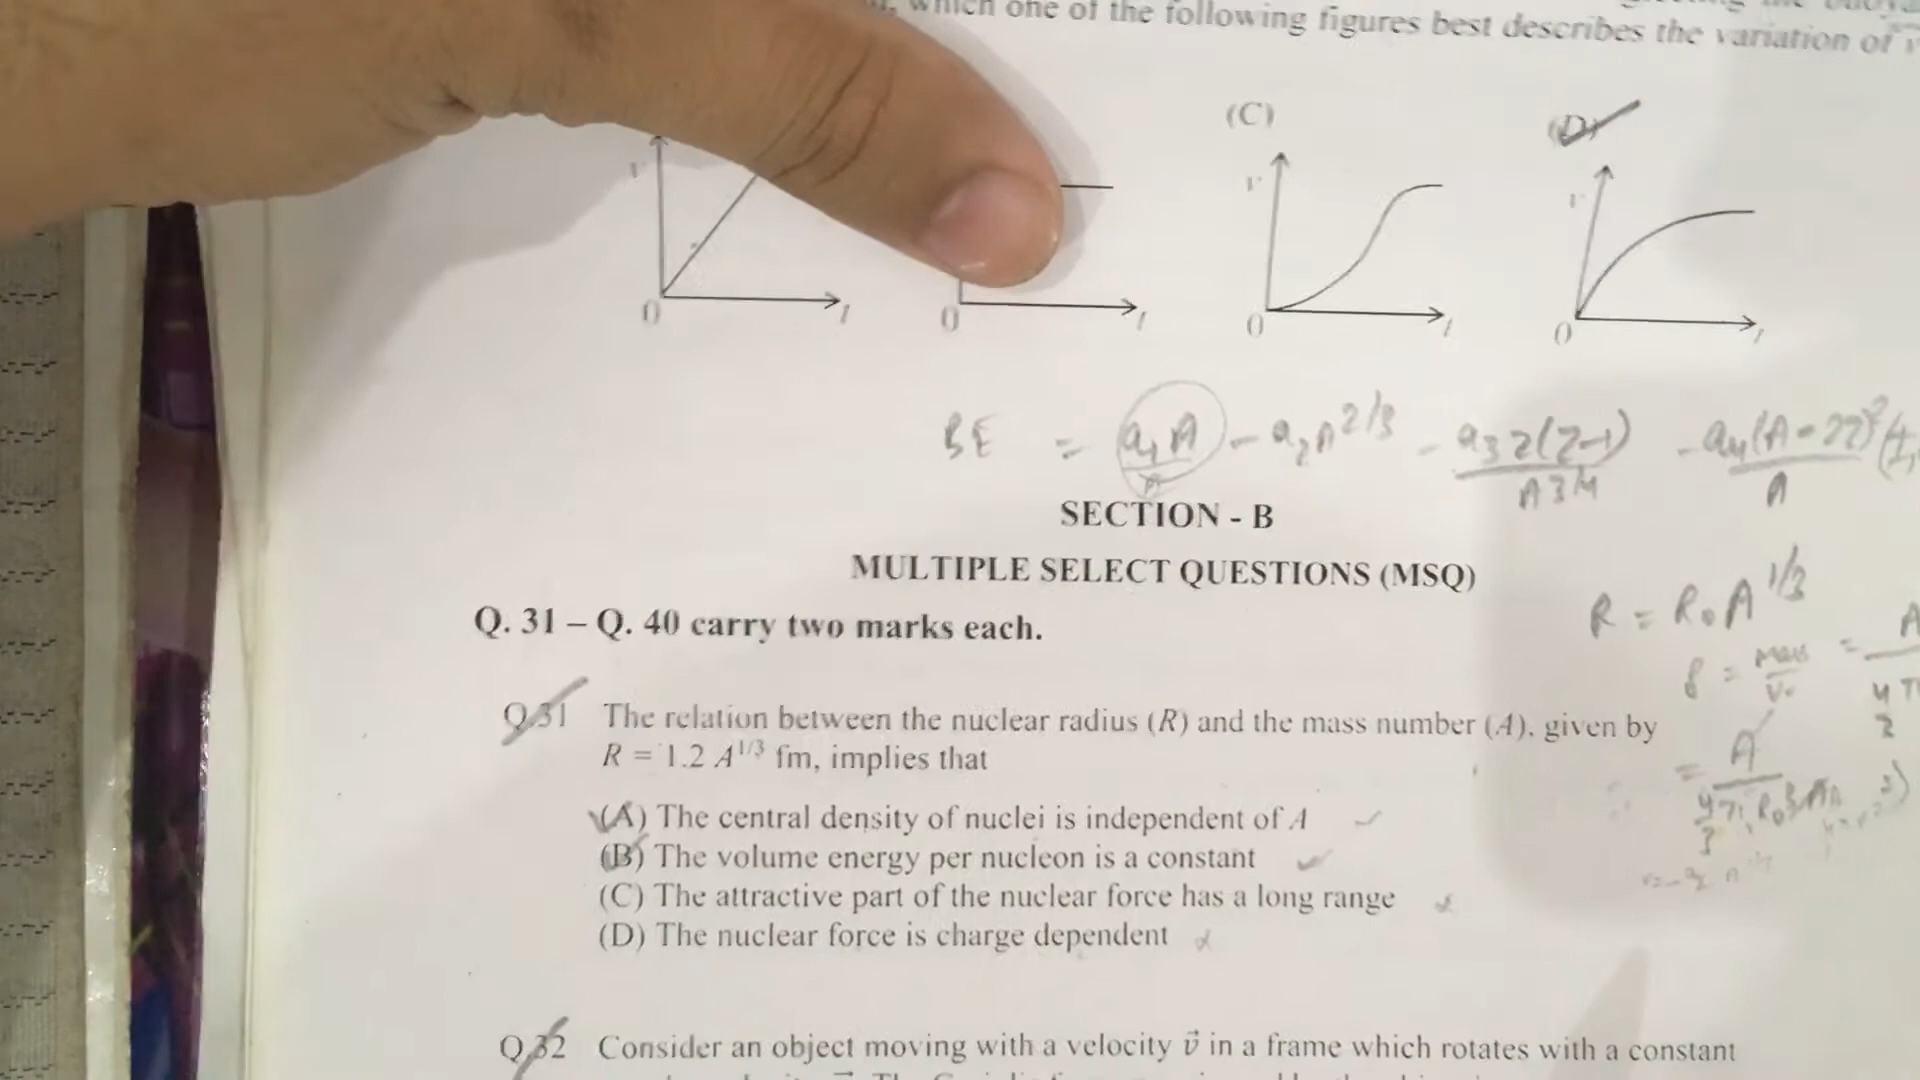 which one of the following figures best describes the variation of v
(C)
(D)
v
v
v
0
t
0
t
0
t
0
t
BE = a₁A/A - a₂A^2/3 - a₃Z(Z-1)/A 3/4 - a₄(A-2Z)²/A (±
SECTION - B
MULTIPLE SELECT QUESTIONS (MSQ)
R = R₀A^1/3
Q. 31 – Q. 40 carry two marks each.
Q.31 The relation between the nuclear radius (R) and the mass number (A), given by
R = 1.2 A^1/3 fm, implies that
(A) The central density of nuclei is independent of A
(B) The volume energy per nucleon is a constant
(C) The attractive part of the nuclear force has a long range
(D) The nuclear force is charge dependent
Q.32 Consider an object moving with a velocity v⃗ in a frame which rotates with a constant